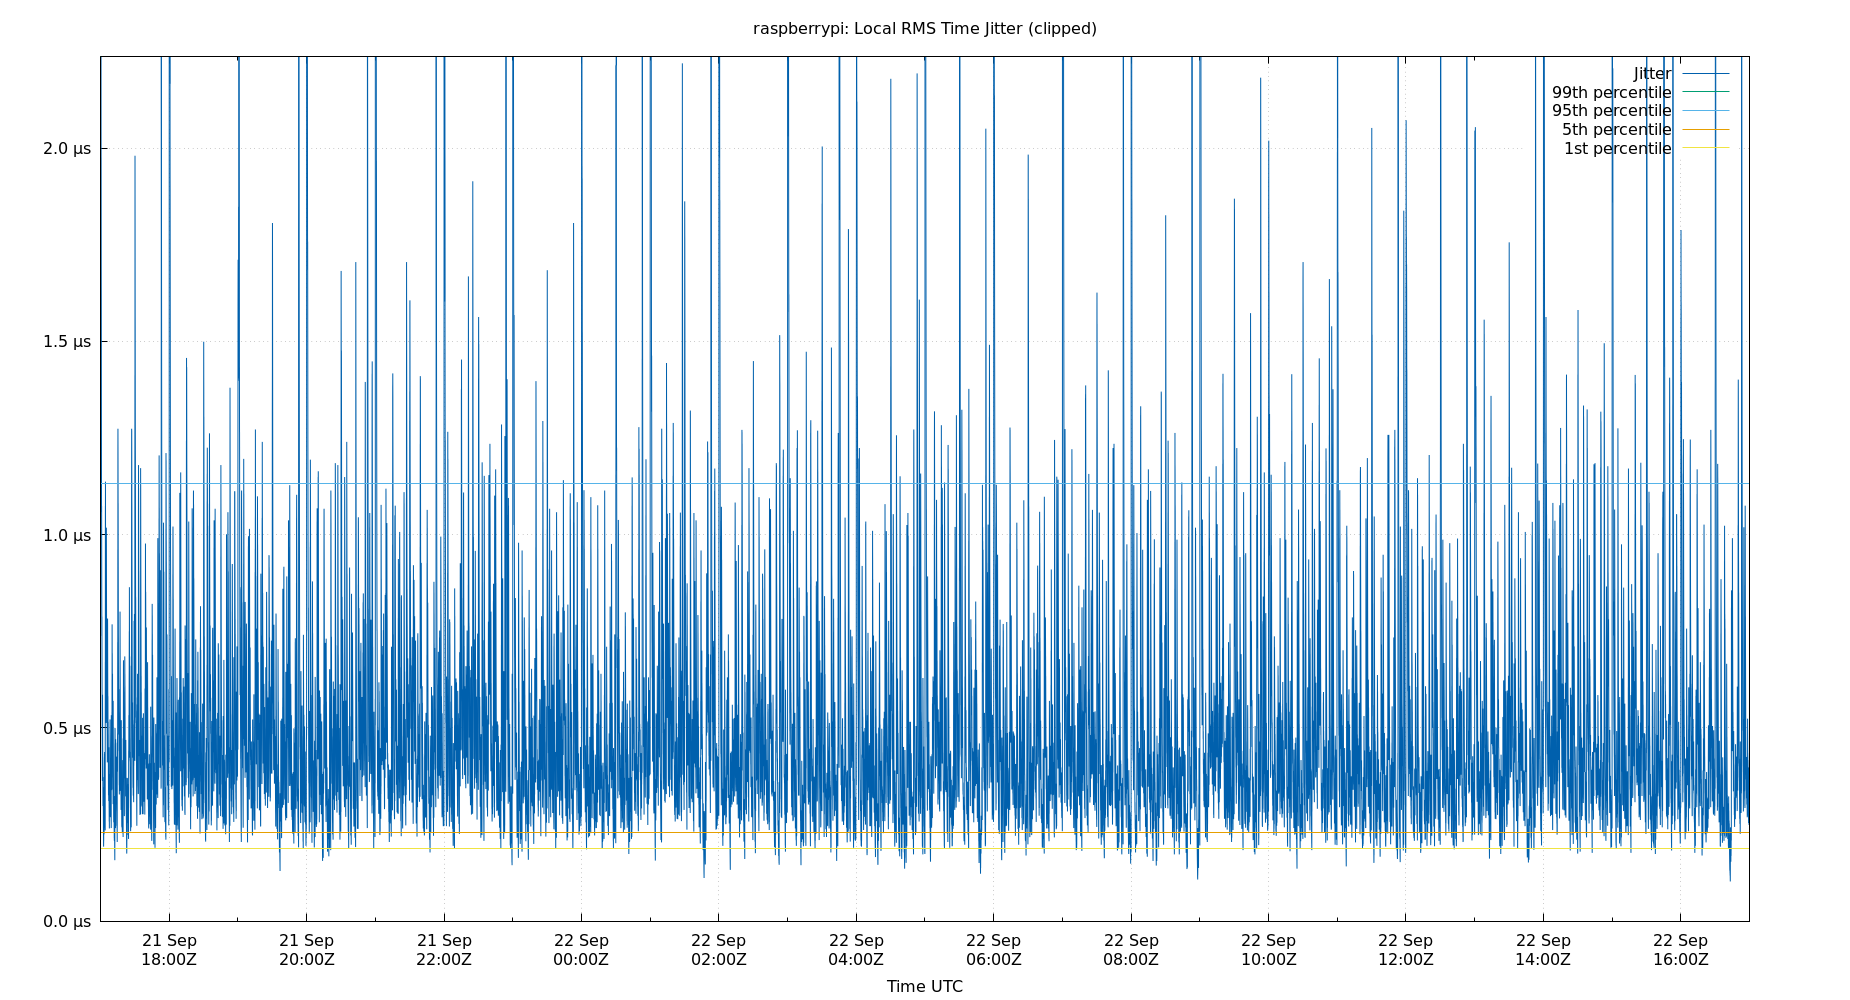 raspberrypi: Local RMS Time Jitter (clipped)
Jitter
99th percentile
95th percentile
5th percentile
1st percentile
2.0 µs
1.5 µs
1.0 µs
0.5 µs
0.0 µs
21 Sep 21 Sep 21 Sep 22 Sep 22 Sep 22 Sep 22 Sep 22 Sep 22 Sep 22 Sep 22 Sep 22 Sep
18:00Z 20:00Z 22:00Z 00:00Z 02:00Z 04:00Z 06:00Z 08:00Z 10:00Z 12:00Z 14:00Z 16:00Z
Time UTC